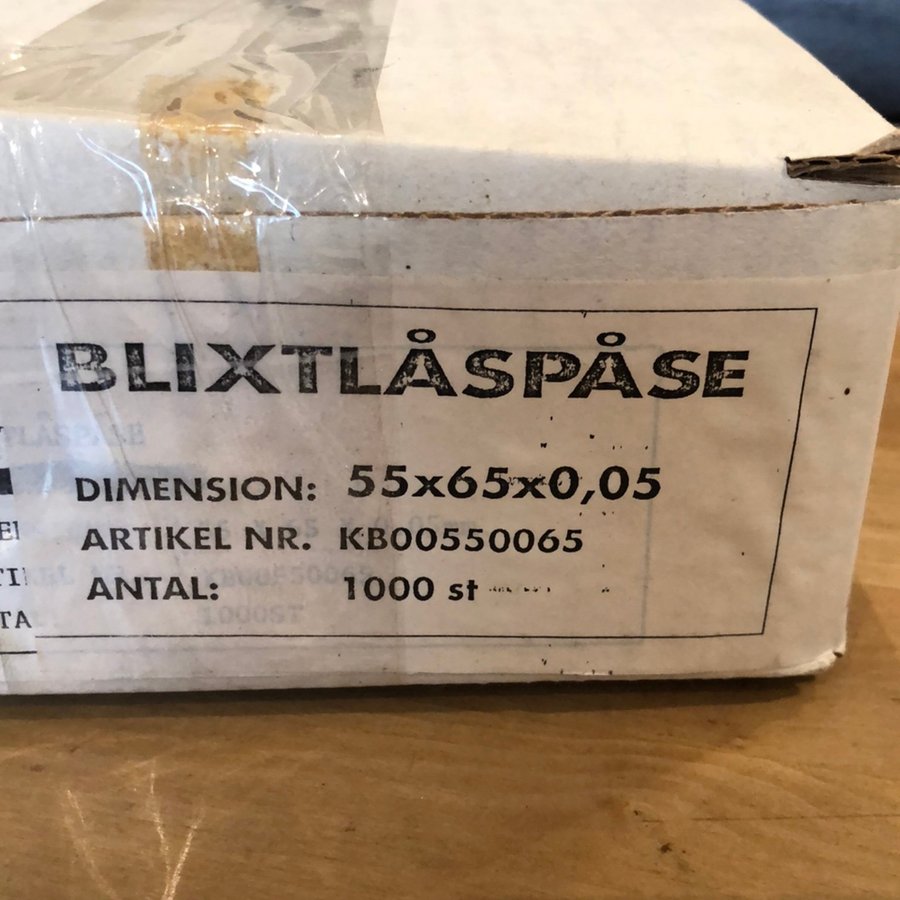 BLIXTLÅSPÅSE
DIMENSION: 55x65x0,05
ARTIKEL NR. KB00550065
ANTAL: 1000 st